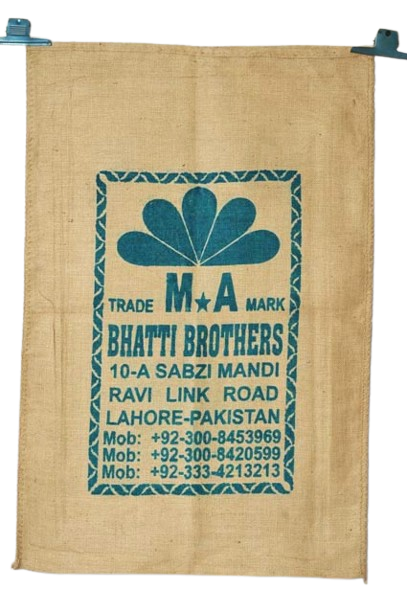 TRADE M★A MARK
BHATTI BROTHERS
10-A SABZI MANDI
RAVI LINK ROAD
LAHORE-PAKISTAN
Mob: +92-300-8453969
Mob: +92-300-8420599
Mob: +92-333-4213213